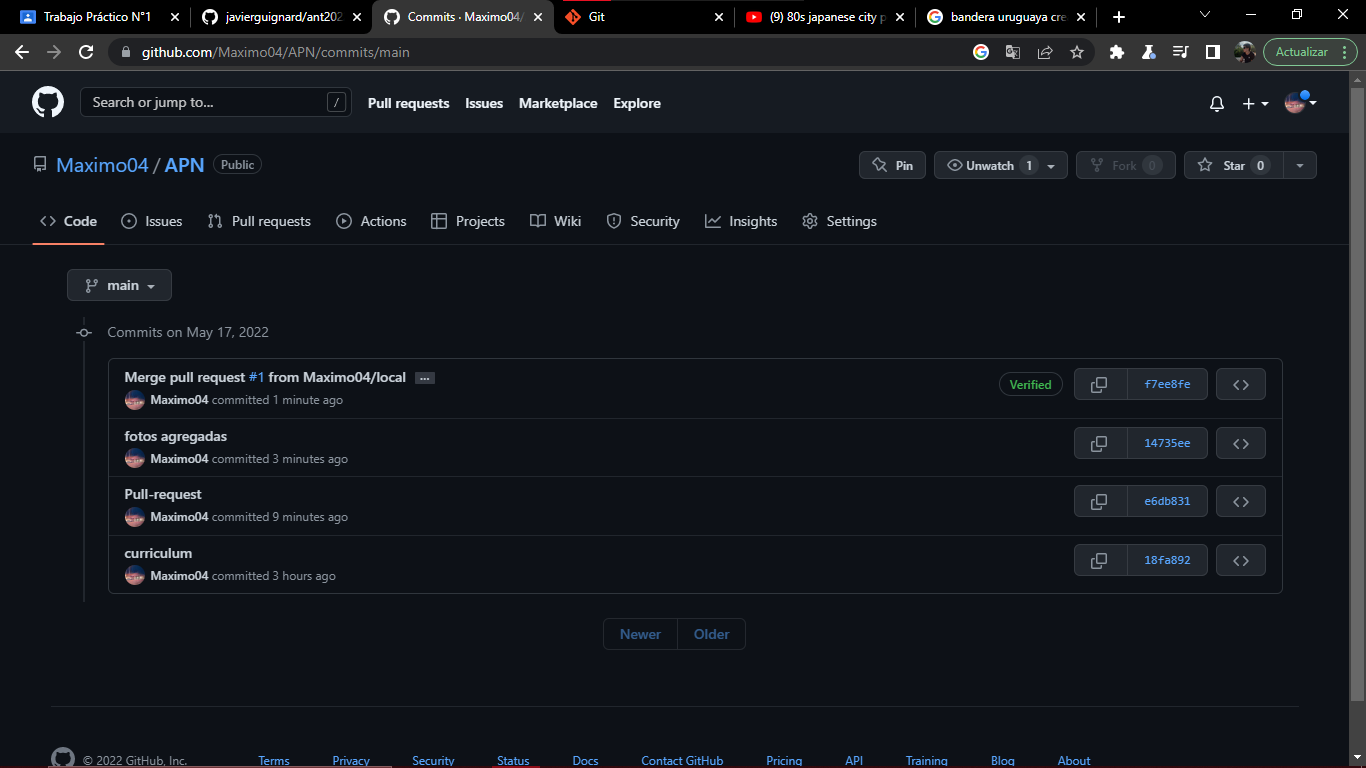 Trabajo Práctico N°1 javierguignard/ant202 Commits · Maximo04/ Git (9) 80s japanese city p bandera uruguaya cre
github.com/Maximo04/APN/commits/main Actualizar
Search or jump to... / Pull requests Issues Marketplace Explore
Maximo04 / APN Public Pin Unwatch 1 Fork 0 Star 0
Code Issues Pull requests Actions Projects Wiki Security Insights Settings
main
Commits on May 17, 2022
Merge pull request #1 from Maximo04/local ... Verified f7ee8fe
Maximo04 committed 1 minute ago
fotos agregadas 14735ee
Maximo04 committed 3 minutes ago
Pull-request e6db831
Maximo04 committed 9 minutes ago
curriculum 18fa892
Maximo04 committed 3 hours ago
Newer Older
© 2022 GitHub, Inc. Terms Privacy Security Status Docs Contact GitHub Pricing API Training Blog About